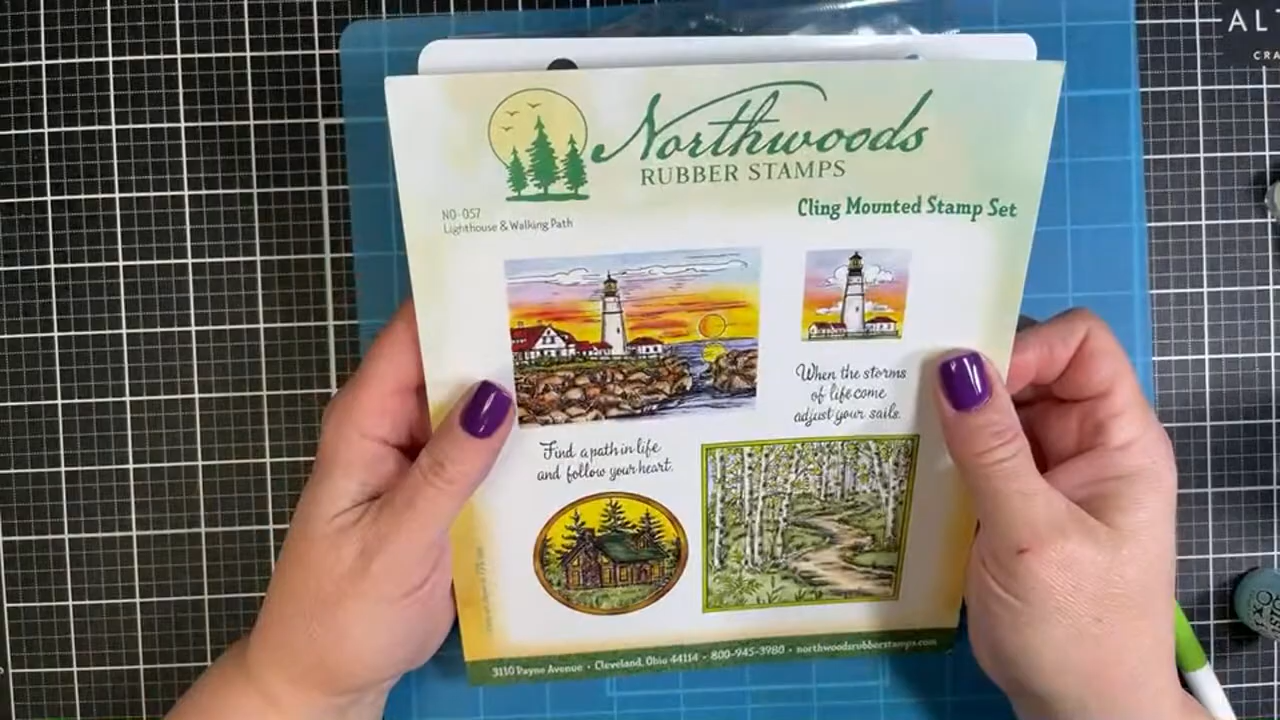 AL
CRA
Northwoods
RUBBER STAMPS
NO-057
Lighthouse & Walking Path
Cling Mounted Stamp Set
When the storms
of life come
adjust your sails.
Find a path in life
and follow your heart.
3110 Payne Avenue • Cleveland, Ohio 44114 • 800-945-3980 • northwoodsrubberstamps.com